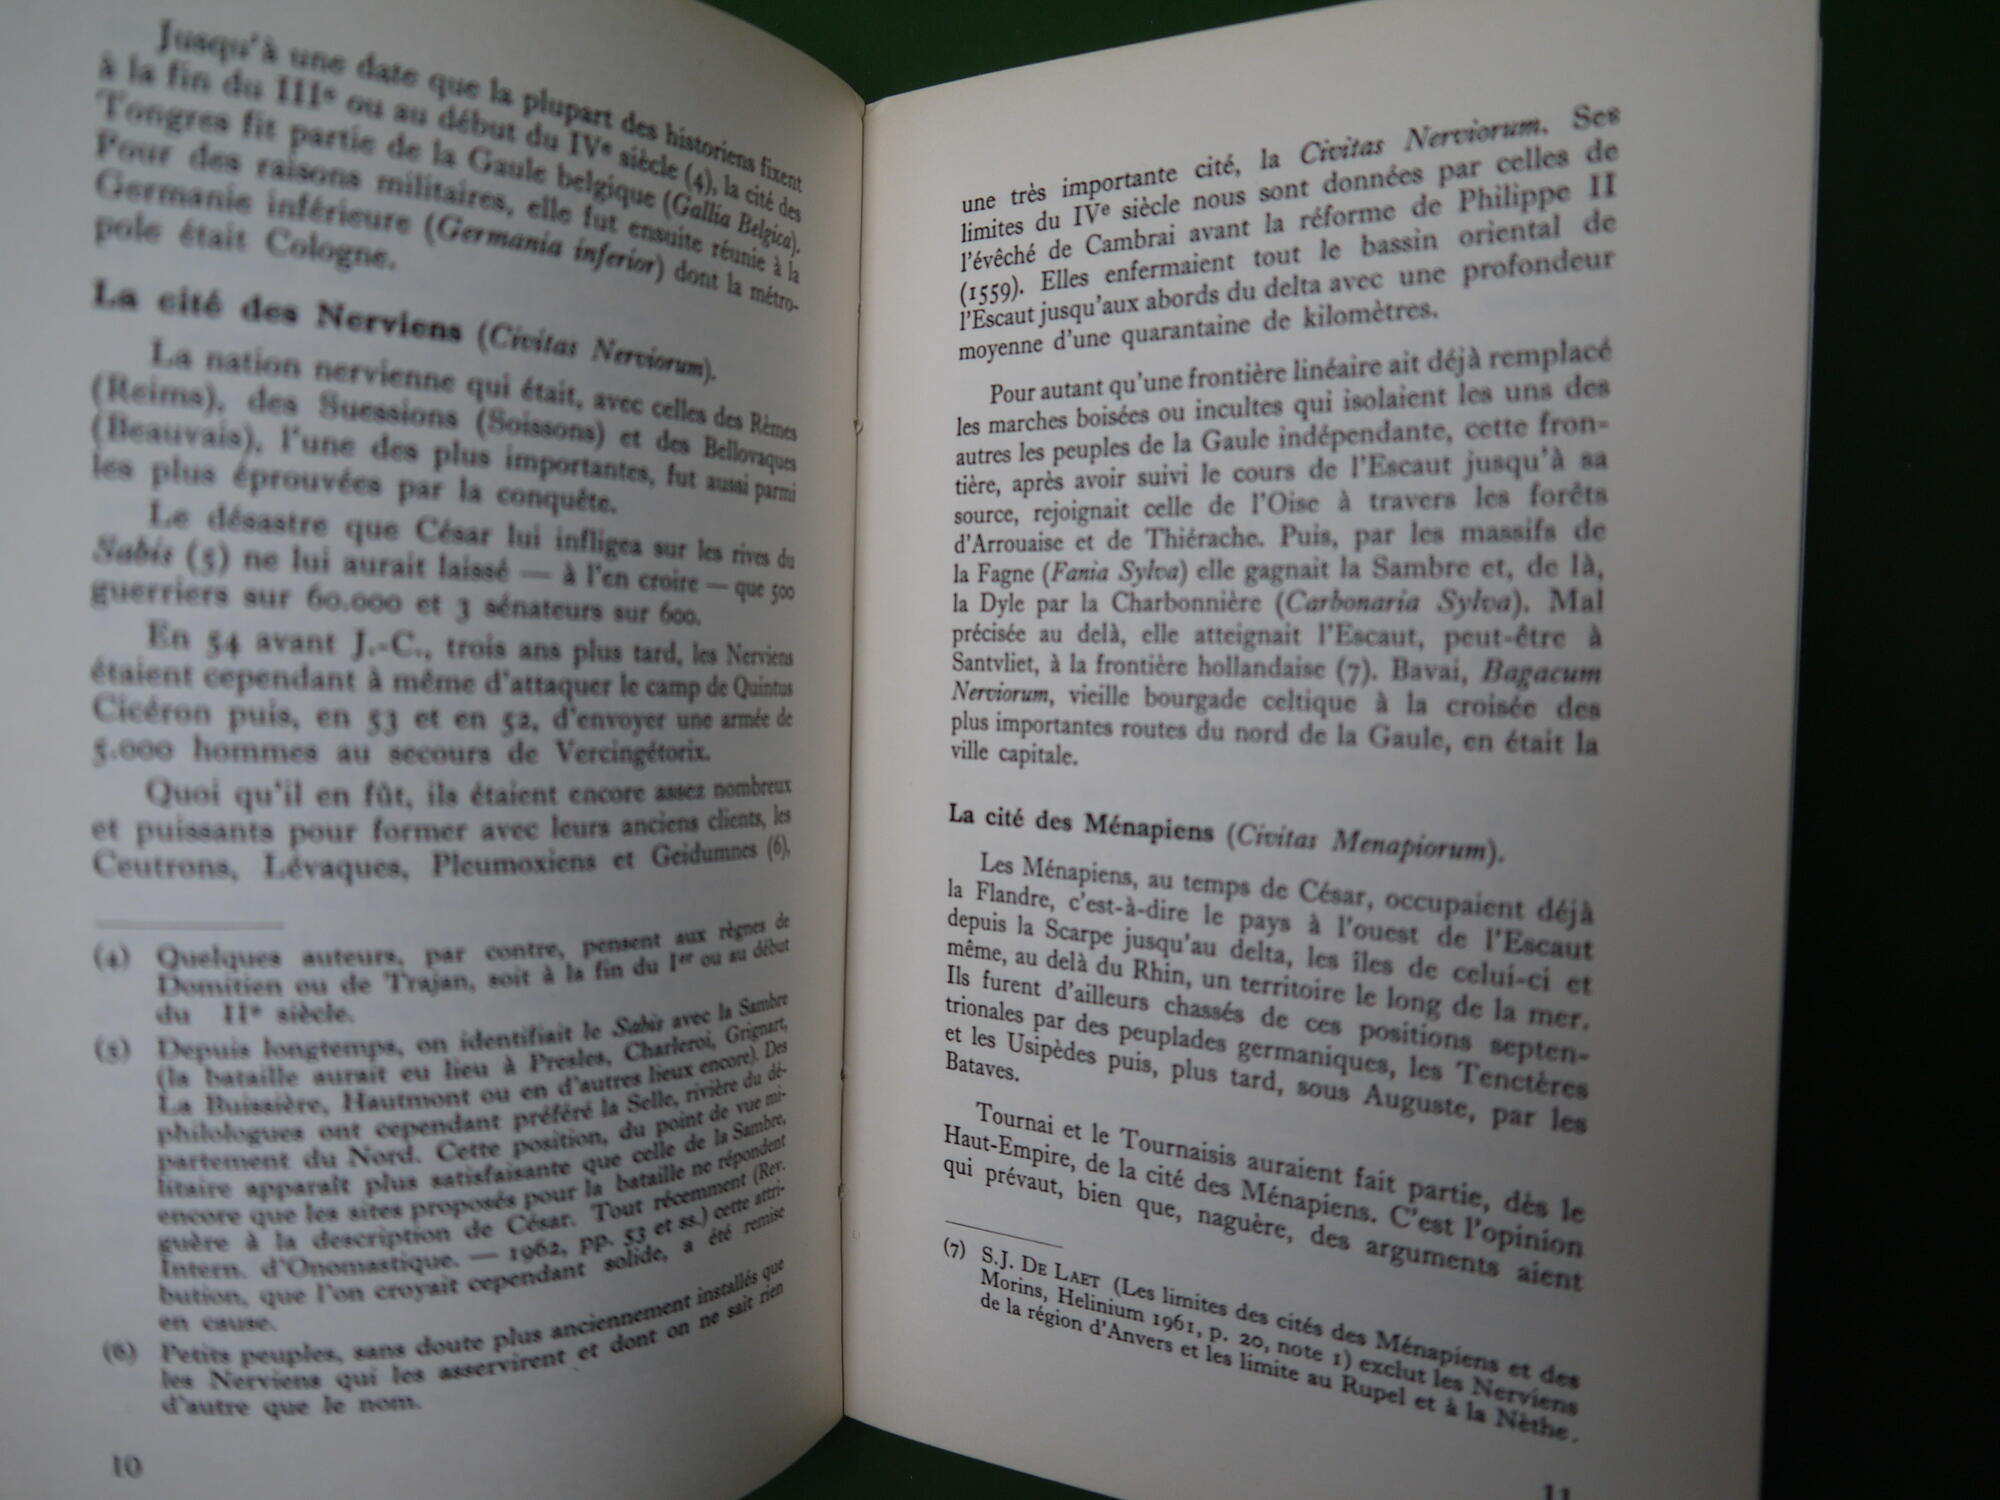 Jusqu'à une date que la plupart des historiens fixent
à la fin du IIIe ou au début du IVe siècle (4), la cité des
Tongres fit partie de la Gaule belgique (Gallia Belgica).
Pour des raisons militaires, elle fut ensuite réunie à la
Germanie inférieure (Germania inferior) dont la métro-
pole était Cologne.
La cité des Nerviens (Civitas Nerviorum).
La nation nervienne qui était, avec celles des Rèmes
(Reims), des Suessions (Soissons) et des Bellovaques
(Beauvais), l'une des plus importantes, fut aussi parmi
les plus éprouvées par la conquête.
Le désastre que César lui infligea sur les rives du
Sabis (5) ne lui aurait laissé — à l'en croire — que 500
guerriers sur 60.000 et 3 sénateurs sur 600.
En 54 avant J.-C., trois ans plus tard, les Nerviens
étaient cependant à même d'attaquer le camp de Quintus
Cicéron puis, en 53 et en 52, d'envoyer une armée de
5.000 hommes au secours de Vercingétorix.
Quoi qu'il en fût, ils étaient encore assez nombreux
et puissants pour former avec leurs anciens clients, les
Ceutrons, Lévaques, Pleumoxiens et Geidumnes (6),
(4) Quelques auteurs, par contre, pensent aux règnes de
Domitien ou de Trajan, soit à la fin du Ier ou au début
du IIe siècle.
(5) Depuis longtemps, on identifiait le Sabis avec la Sambre
(la bataille aurait eu lieu à Presles, Charleroi, Grignart,
La Buissière, Hautmont ou en d'autres lieux encore). Des
philologues ont cependant préféré la Selle, rivière du dé-
partement du Nord. Cette position, du point de vue mi-
litaire apparaît plus satisfaisante que celle de la Sambre,
encore que les sites proposés pour la bataille ne répondent
guère à la description de César. Tout récemment (Rev.
Intern. d'Onomastique. — 1962, pp. 53 et ss.) cette attri-
bution, que l'on croyait cependant solide, a été remise
en cause.
(6) Petits peuples, sans doute plus anciennement installés que
les Nerviens qui les asservirent et dont on ne sait rien
d'autre que le nom.
10
une très importante cité, la Civitas Nerviorum. Ses
limites du IVe siècle nous sont données par celles de
l'évêché de Cambrai avant la réforme de Philippe II
(1559). Elles enfermaient tout le bassin oriental de
l'Escaut jusqu'aux abords du delta avec une profondeur
moyenne d'une quarantaine de kilomètres.
Pour autant qu'une frontière linéaire ait déjà remplacé
les marches boisées ou incultes qui isolaient les uns des
autres les peuples de la Gaule indépendante, cette fron-
tière, après avoir suivi le cours de l'Escaut jusqu'à sa
source, rejoignait celle de l'Oise à travers les forêts
d'Arrouaise et de Thiérache. Puis, par les massifs de
la Fagne (Fania Sylva) elle gagnait la Sambre et, de là,
la Dyle par la Charbonnière (Carbonaria Sylva). Mal
précisée au delà, elle atteignait l'Escaut, peut-être à
Santvliet, à la frontière hollandaise (7). Bavai, Bagacum
Nerviorum, vieille bourgade celtique à la croisée des
plus importantes routes du nord de la Gaule, en était la
ville capitale.
La cité des Ménapiens (Civitas Menapiorum).
Les Ménapiens, au temps de César, occupaient déjà
la Flandre, c'est-à-dire le pays à l'ouest de l'Escaut
depuis la Scarpe jusqu'au delta, les îles de celui-ci et
même, au delà du Rhin, un territoire le long de la mer.
Ils furent d'ailleurs chassés de ces positions septen-
trionales par des peuplades germaniques, les Tenctères
et les Usipèdes puis, plus tard, sous Auguste, par les
Bataves.
Tournai et le Tournaisis auraient fait partie, dès le
Haut-Empire, de la cité des Ménapiens. C'est l'opinion
qui prévaut, bien que, naguère, des arguments aient
(7) S.J. De Laet (Les limites des cités des Ménapiens et des
Morins, Helinium 1961, p. 20, note 1) exclut les Nerviens
de la région d'Anvers et les limite au Rupel et à la Nèthe.
11